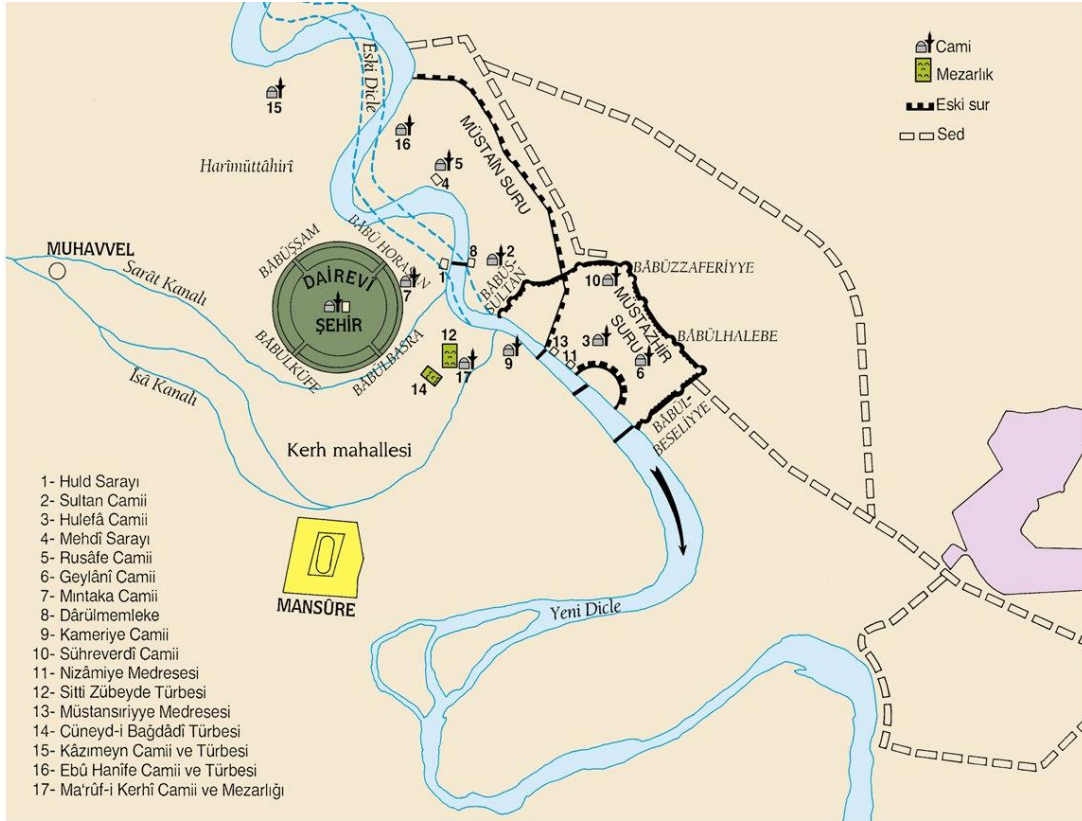 Cami
Mezarlık
Eski sur
Sed
Eski Dicle
15
16
5
4
Harîmüttâhirî
MÜSTAÎN SURU
MUHAVVEL
Sarât Kanalı
Îsâ Kanalı
BÂBÜŞŞAM
BÂBÜ HORASAN
DAİREVÎ
ŞEHİR
BÂBÜLKÛFE
BÂBÜLBASRA
7
1
8
2
BÂBÜS-
SULTAN
10
BÂBÜZZAFERİYYE
MÜSTAZHİR
SURU
BÂBÜLHALEBE
3
6
13
11
9
12
17
14
BÂBÜL-
BESELİYYE
Kerh mahallesi
MANSÛRE
Yeni Dicle
1- Huld Sarayı
2- Sultan Camii
3- Hulefâ Camii
4- Mehdî Sarayı
5- Rusâfe Camii
6- Geylânî Camii
7- Mıntaka Camii
8- Dârülmemleke
9- Kameriye Camii
10- Sühreverdî Camii
11- Nizâmiye Medresesi
12- Sitti Zübeyde Türbesi
13- Müstansıriyye Medresesi
14- Cüneyd-i Bağdâdî Türbesi
15- Kâzımeyn Camii ve Türbesi
16- Ebû Hanîfe Camii ve Türbesi
17- Ma'rûf-i Kerhî Camii ve Mezarlığı